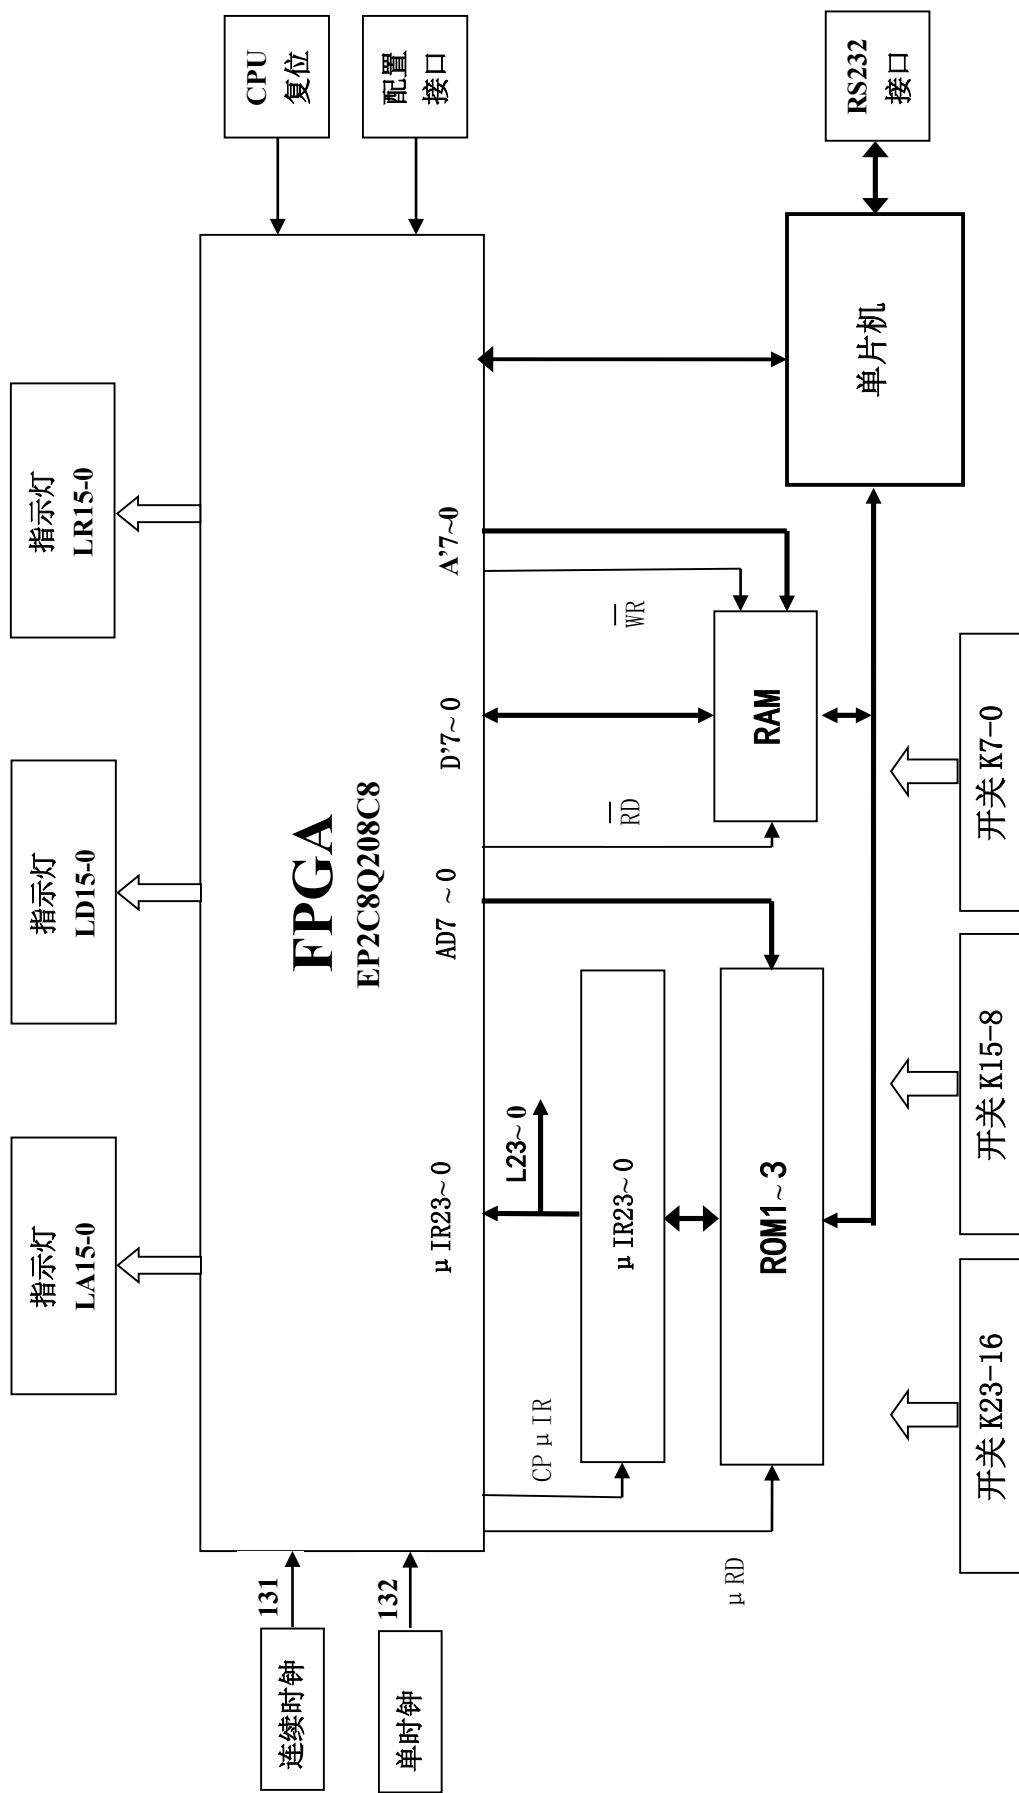 指示灯
LA15-0
指示灯
LD15-0
指示灯
LR15-0
连续时钟
131
单时钟
132
FPGA
EP2C8Q208C8
CPU
复位
配置
接口
μIR23~0
AD7 ~0
D'7~0
A'7~0
CPμIR
L23~0
μIR23~0
μRD
RD
WR
ROM1~3
RAM
单片机
RS232
接口
开关 K23-16
开关 K15-8
开关 K7-0